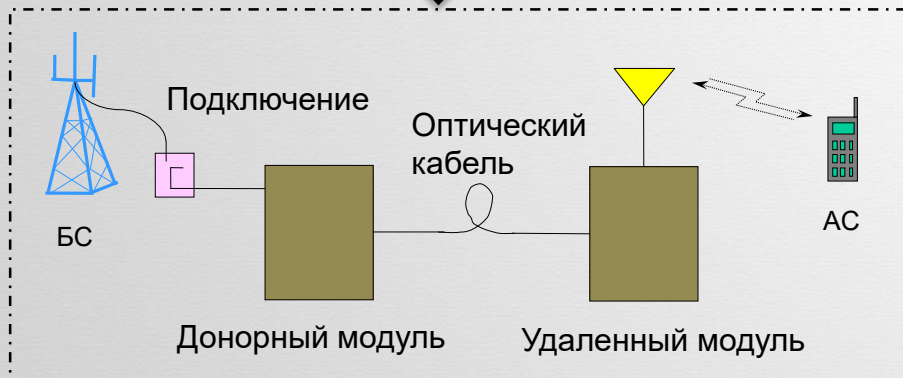 Подключение
Оптический
кабель
БС
АС
Донорный модуль
Удаленный модуль